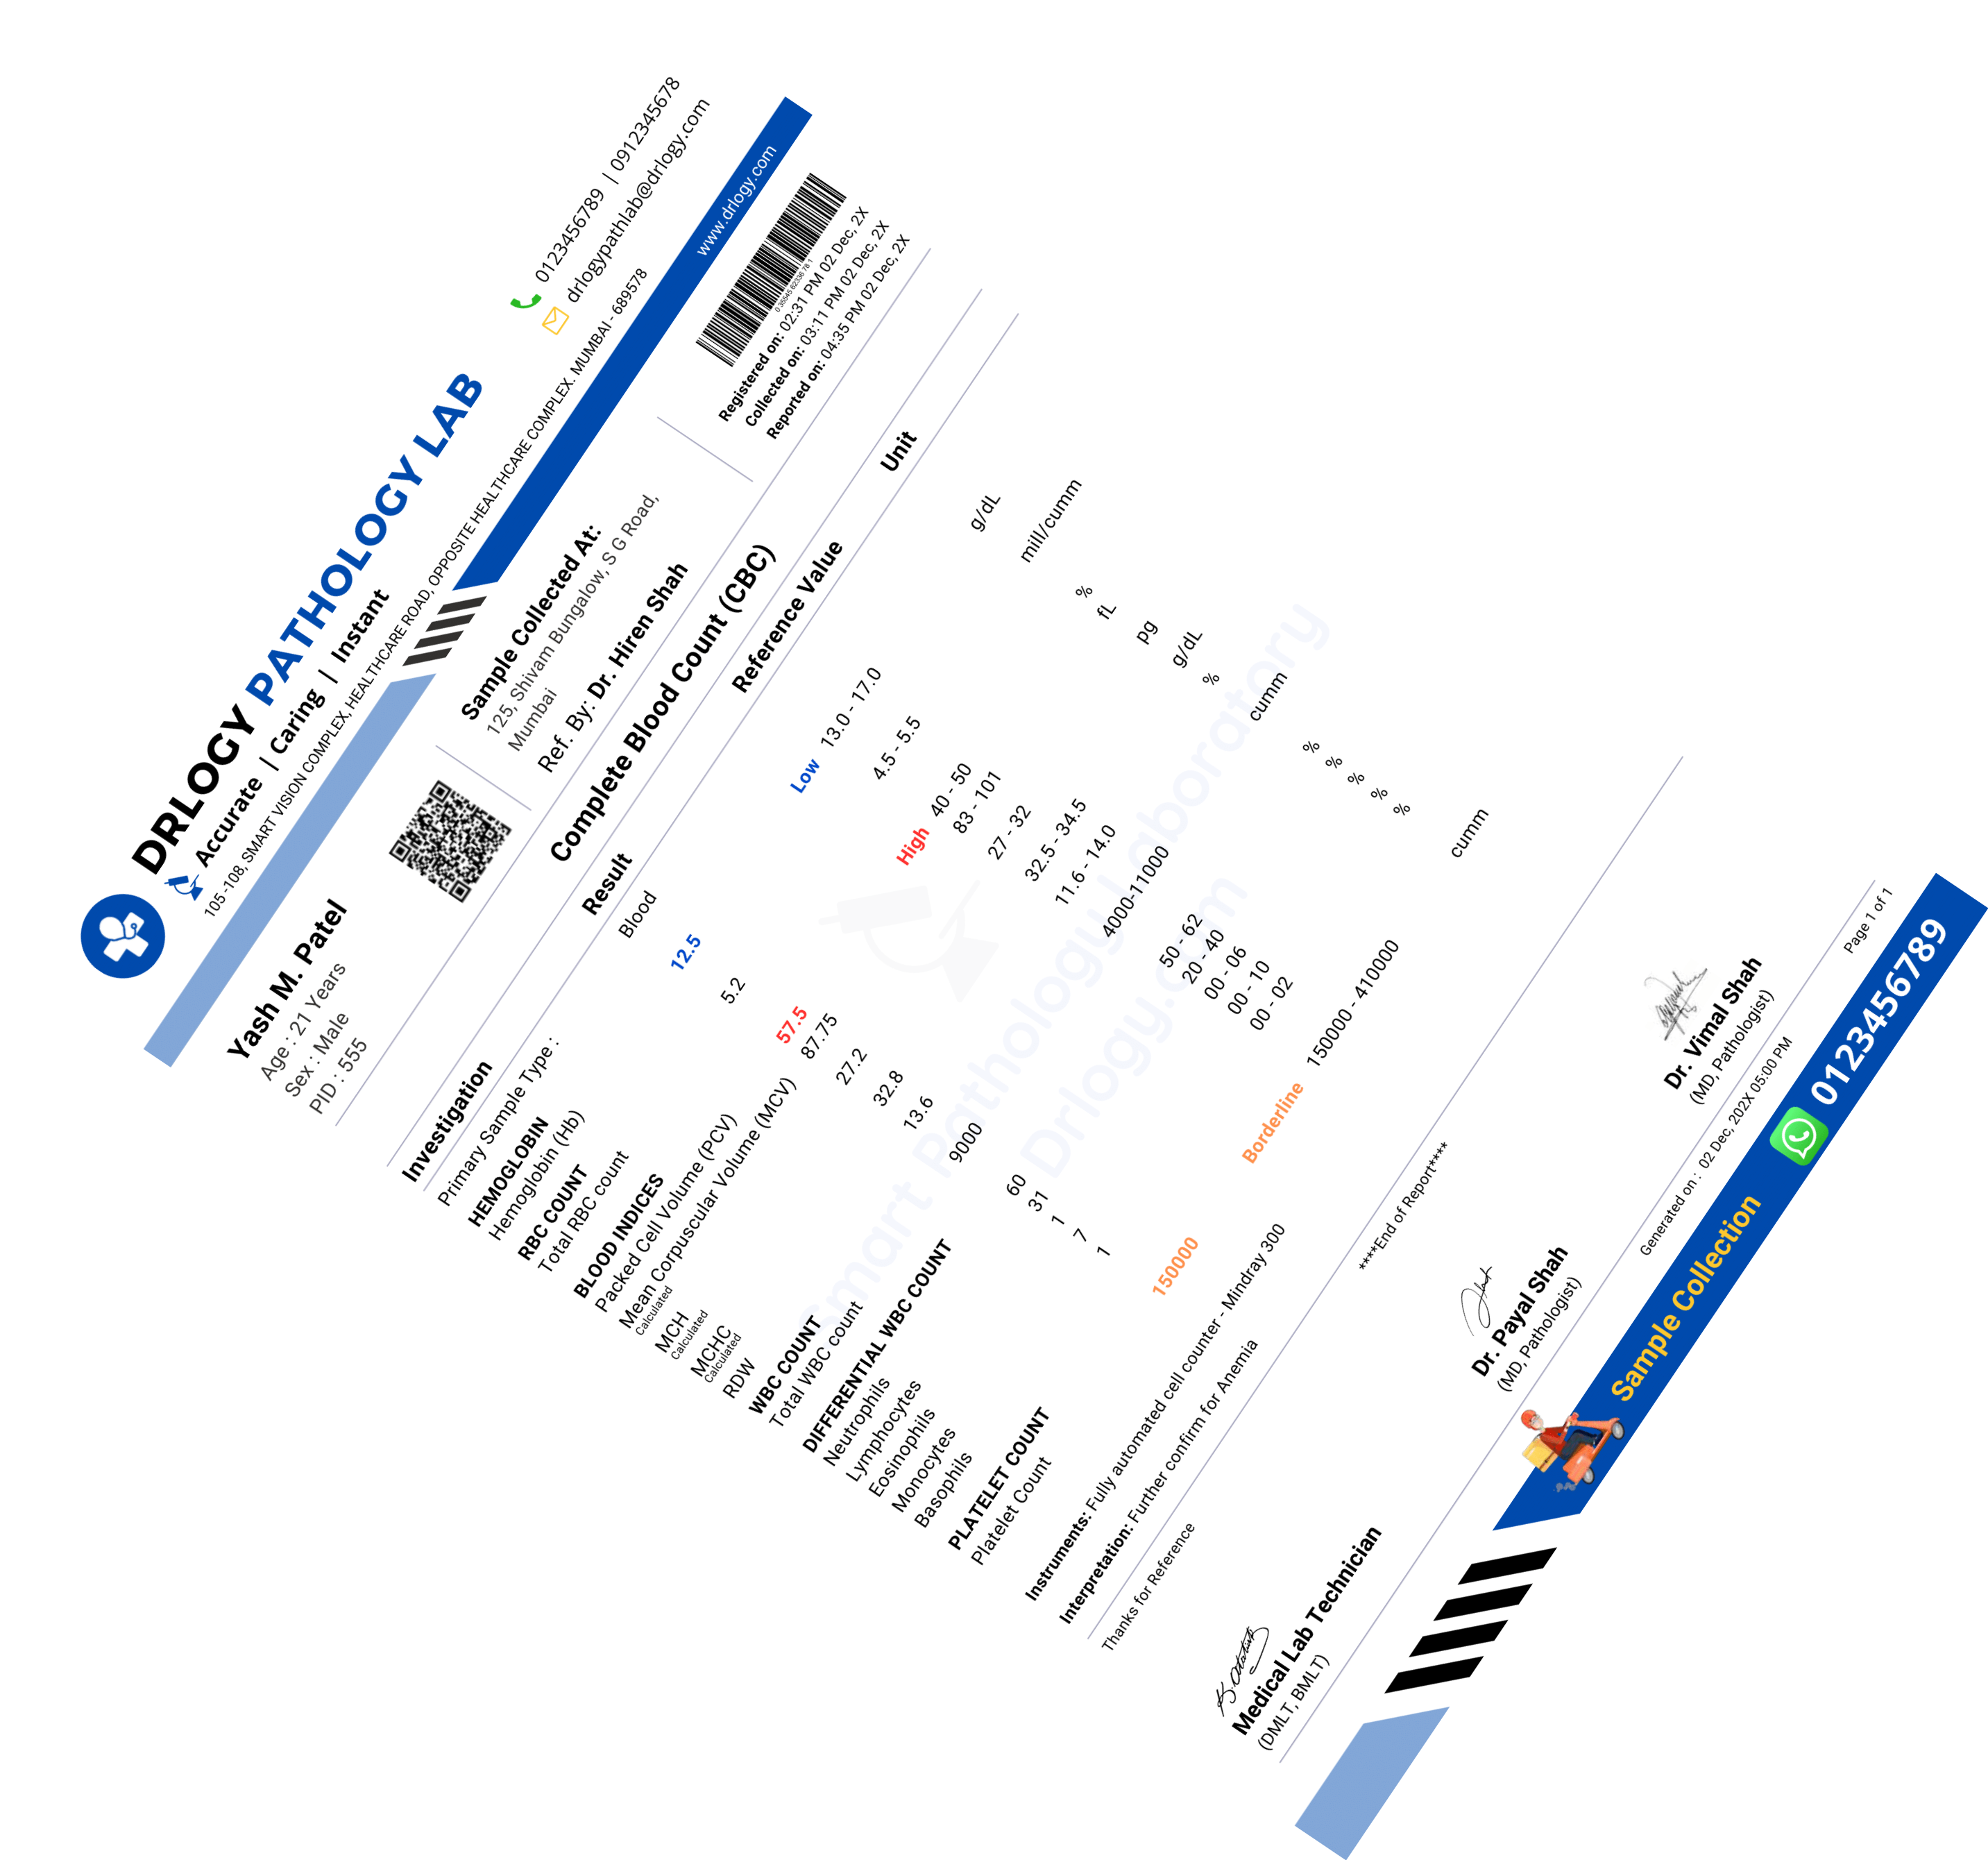 DRLOGY PATHOLOGY LAB
Accurate | Caring | Instant
0123456789 | 0912345678
drlogypathlab@drlogy.com
105 -108, SMART VISION COMPLEX, HEALTHCARE ROAD, OPPOSITE HEALTHCARE COMPLEX. MUMBAI - 689578
www.drlogy.com
Yash M. Patel
Age : 21 Years
Sex : Male
PID : 555
Sample Collected At:
125, Shivam Bungalow, S G Road,
Mumbai
Ref. By: Dr. Hiren Shah
Registered on: 02:31 PM 02 Dec, 2X
Collected on: 03:11 PM 02 Dec, 2X
Reported on: 04:35 PM 02 Dec, 2X
Complete Blood Count (CBC)
Investigation Result Reference Value Unit
Primary Sample Type : Blood
HEMOGLOBIN
Hemoglobin (Hb) 12.5 Low 13.0 - 17.0 g/dL
RBC COUNT
Total RBC count 5.2 4.5 - 5.5 mill/cumm
BLOOD INDICES
Packed Cell Volume (PCV) 57.5 High 40 - 50 %
Mean Corpuscular Volume (MCV) 87.75 83 - 101 fL
Calculated
MCH 27.2 27 - 32 pg
Calculated
MCHC 32.8 32.5 - 34.5 g/dL
Calculated
RDW 13.6 11.6 - 14.0 %
WBC COUNT
Total WBC count 9000 4000-11000 cumm
DIFFERENTIAL WBC COUNT
Neutrophils 60 50 - 62 %
Lymphocytes 31 20 - 40 %
Eosinophils 1 00 - 06 %
Monocytes 7 00 - 10 %
Basophils 1 00 - 02 %
PLATELET COUNT
Platelet Count 150000 Borderline 150000 - 410000 cumm
Smart Pathology Laboratory
Drlogy.com
Instruments: Fully automated cell counter - Mindray 300
Interpretation: Further confirm for Anemia
Thanks for Reference ****End of Report****
Medical Lab Technician
(DMLT, BMLT)
Dr. Payal Shah
(MD, Pathologist)
Dr. Vimal Shah
(MD, Pathologist)
Generated on : 02 Dec, 202X 05:00 PM Page 1 of 1
Sample Collection 0123456789